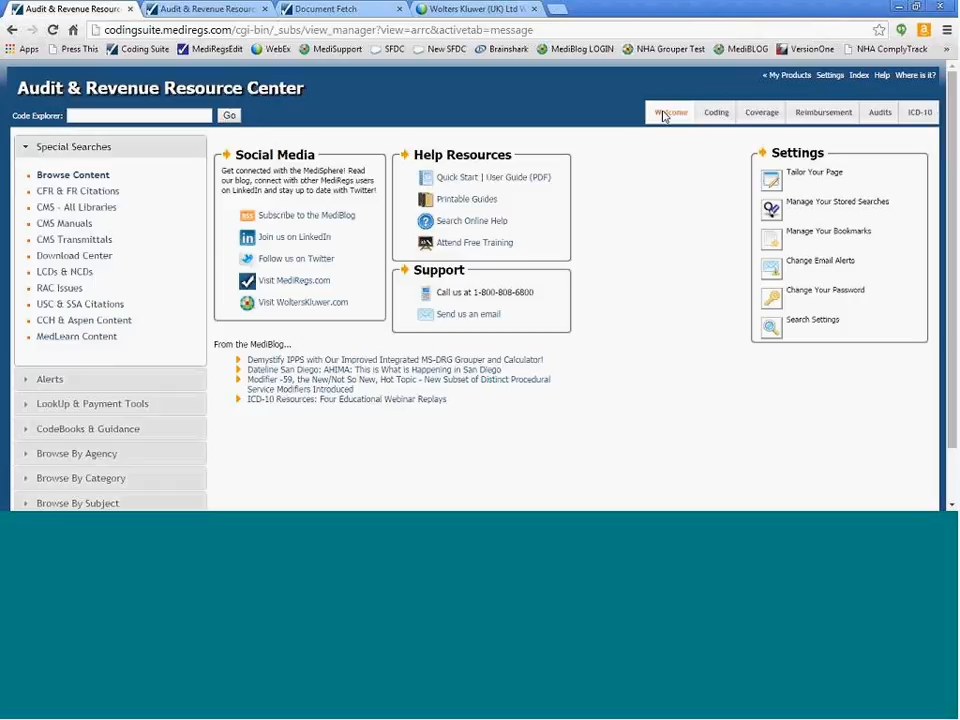 Audit & Revenue Resourc
Audit & Revenue Resourc
Document Fetch
Wolters Kluwer (UK) Ltd W
codingsuite.mediregs.com/cgi-bin/_subs/view_manager?view=arrc&activetab=message
Apps Press This Coding Suite MediRegsEdit WebEx MediSupport SFDC New SFDC Brainshark MediBlog LOGIN NHA Grouper Test MediBLOG VersionOne NHA ComplyTrack »
« My Products Settings Index Help Where is it?
Audit & Revenue Resource Center
Code Explorer: Go
Welcome Coding Coverage Reimbursement Audits ICD-10
Special Searches
Browse Content
CFR & FR Citations
CMS - All Libraries
CMS Manuals
CMS Transmittals
Download Center
LCDs & NCDs
RAC Issues
USC & SSA Citations
CCH & Aspen Content
MedLearn Content
Alerts
LookUp & Payment Tools
CodeBooks & Guidance
Browse By Agency
Browse By Category
Browse By Subject
Social Media
Get connected with the MediSphere! Read
our blog, connect with other MediRegs users
on LinkedIn and stay up to date with Twitter!
Subscribe to the MediBlog
Join us on LinkedIn
Follow us on Twitter
Visit MediRegs.com
Visit WoltersKluwer.com
Help Resources
Quick Start | User Guide (PDF)
Printable Guides
Search Online Help
Attend Free Training
Support
Call us at 1-800-808-6800
Send us an email
From the MediBlog...
Demystify IPPS with Our Improved Integrated MS-DRG Grouper and Calculator!
Dateline San Diego: AHIMA: This is What is Happening in San Diego
Modifier -59, the New/Not So New, Hot Topic - New Subset of Distinct Procedural
Service Modifiers Introduced
ICD-10 Resources: Four Educational Webinar Replays
Settings
Tailor Your Page
Manage Your Stored Searches
Manage Your Bookmarks
Change Email Alerts
Change Your Password
Search Settings